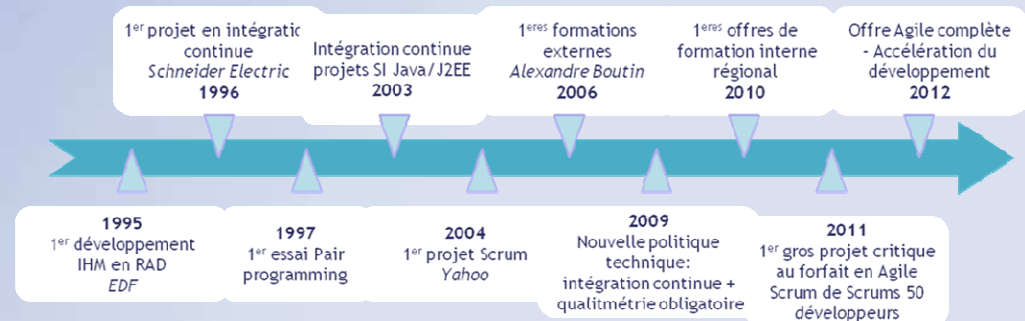 1er projet en intégratio
continue
Schneider Electric
1996
Intégration continue
projets SI Java/J2EE
2003
1eres formations
externes
Alexandre Boutin
2006
1eres offres de
formation interne
régional
2010
Offre Agile complète
- Accélération du
développement
2012
1995
1er développement
IHM en RAD
EDF
1997
1er essai Pair
programming
2004
1er projet Scrum
Yahoo
2009
Nouvelle politique
technique:
intégration continue +
qualitmétrie obligatoire
2011
1er gros projet critique
au forfait en Agile
Scrum de Scrums 50
développeurs